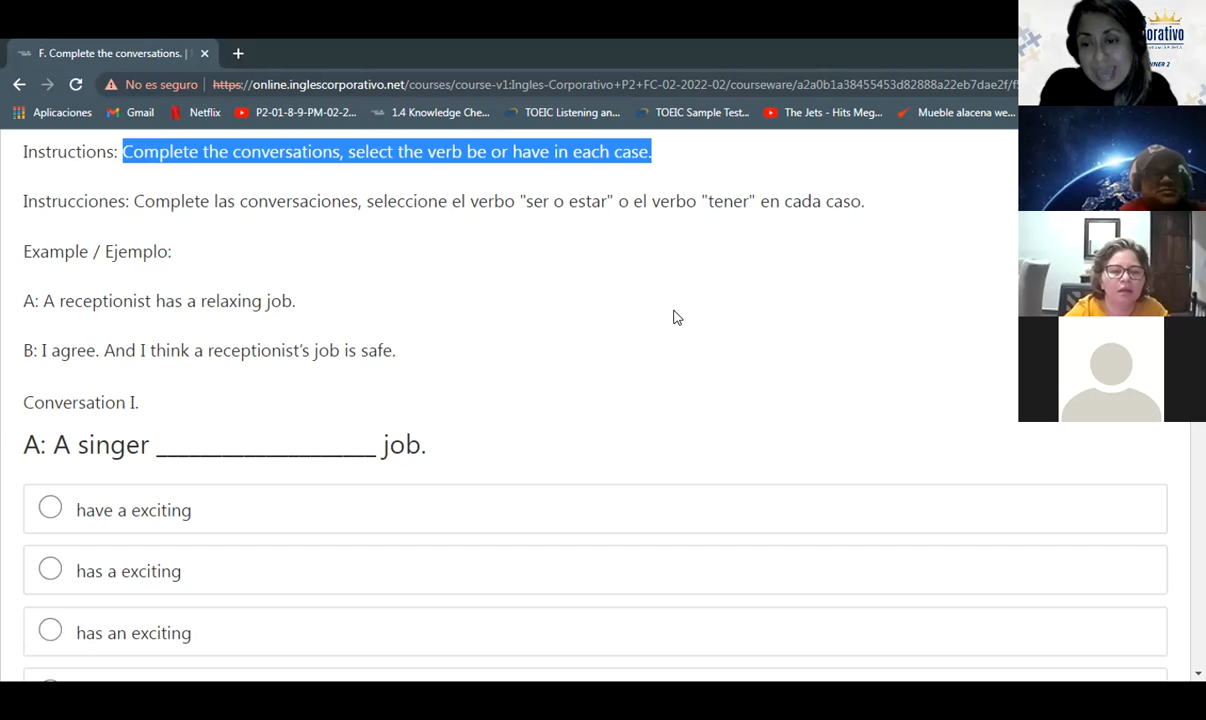 F. Complete the conversations. |
No es seguro
https://online.inglescorporativo.net/courses/course-v1:Ingles-Corporativo+P2+FC-02-2022-02/courseware/a2a0b1a38455453d82888a22eb7dae2f/f5
Aplicaciones
Gmail
Netflix
P2-01-8-9-PM-02-2...
1.4 Knowledge Che...
TOEIC Listening an...
TOEIC Sample Test...
The Jets - Hits Meg...
Mueble alacena we...
Instructions: Complete the conversations, select the verb be or have in each case.
Instrucciones: Complete las conversaciones, seleccione el verbo "ser o estar" o el verbo "tener" en cada caso.
Example / Ejemplo:
A: A receptionist has a relaxing job.
B: I agree. And I think a receptionist's job is safe.
Conversation I.
A: A singer ____________________ job.
have a exciting
has a exciting
has an exciting